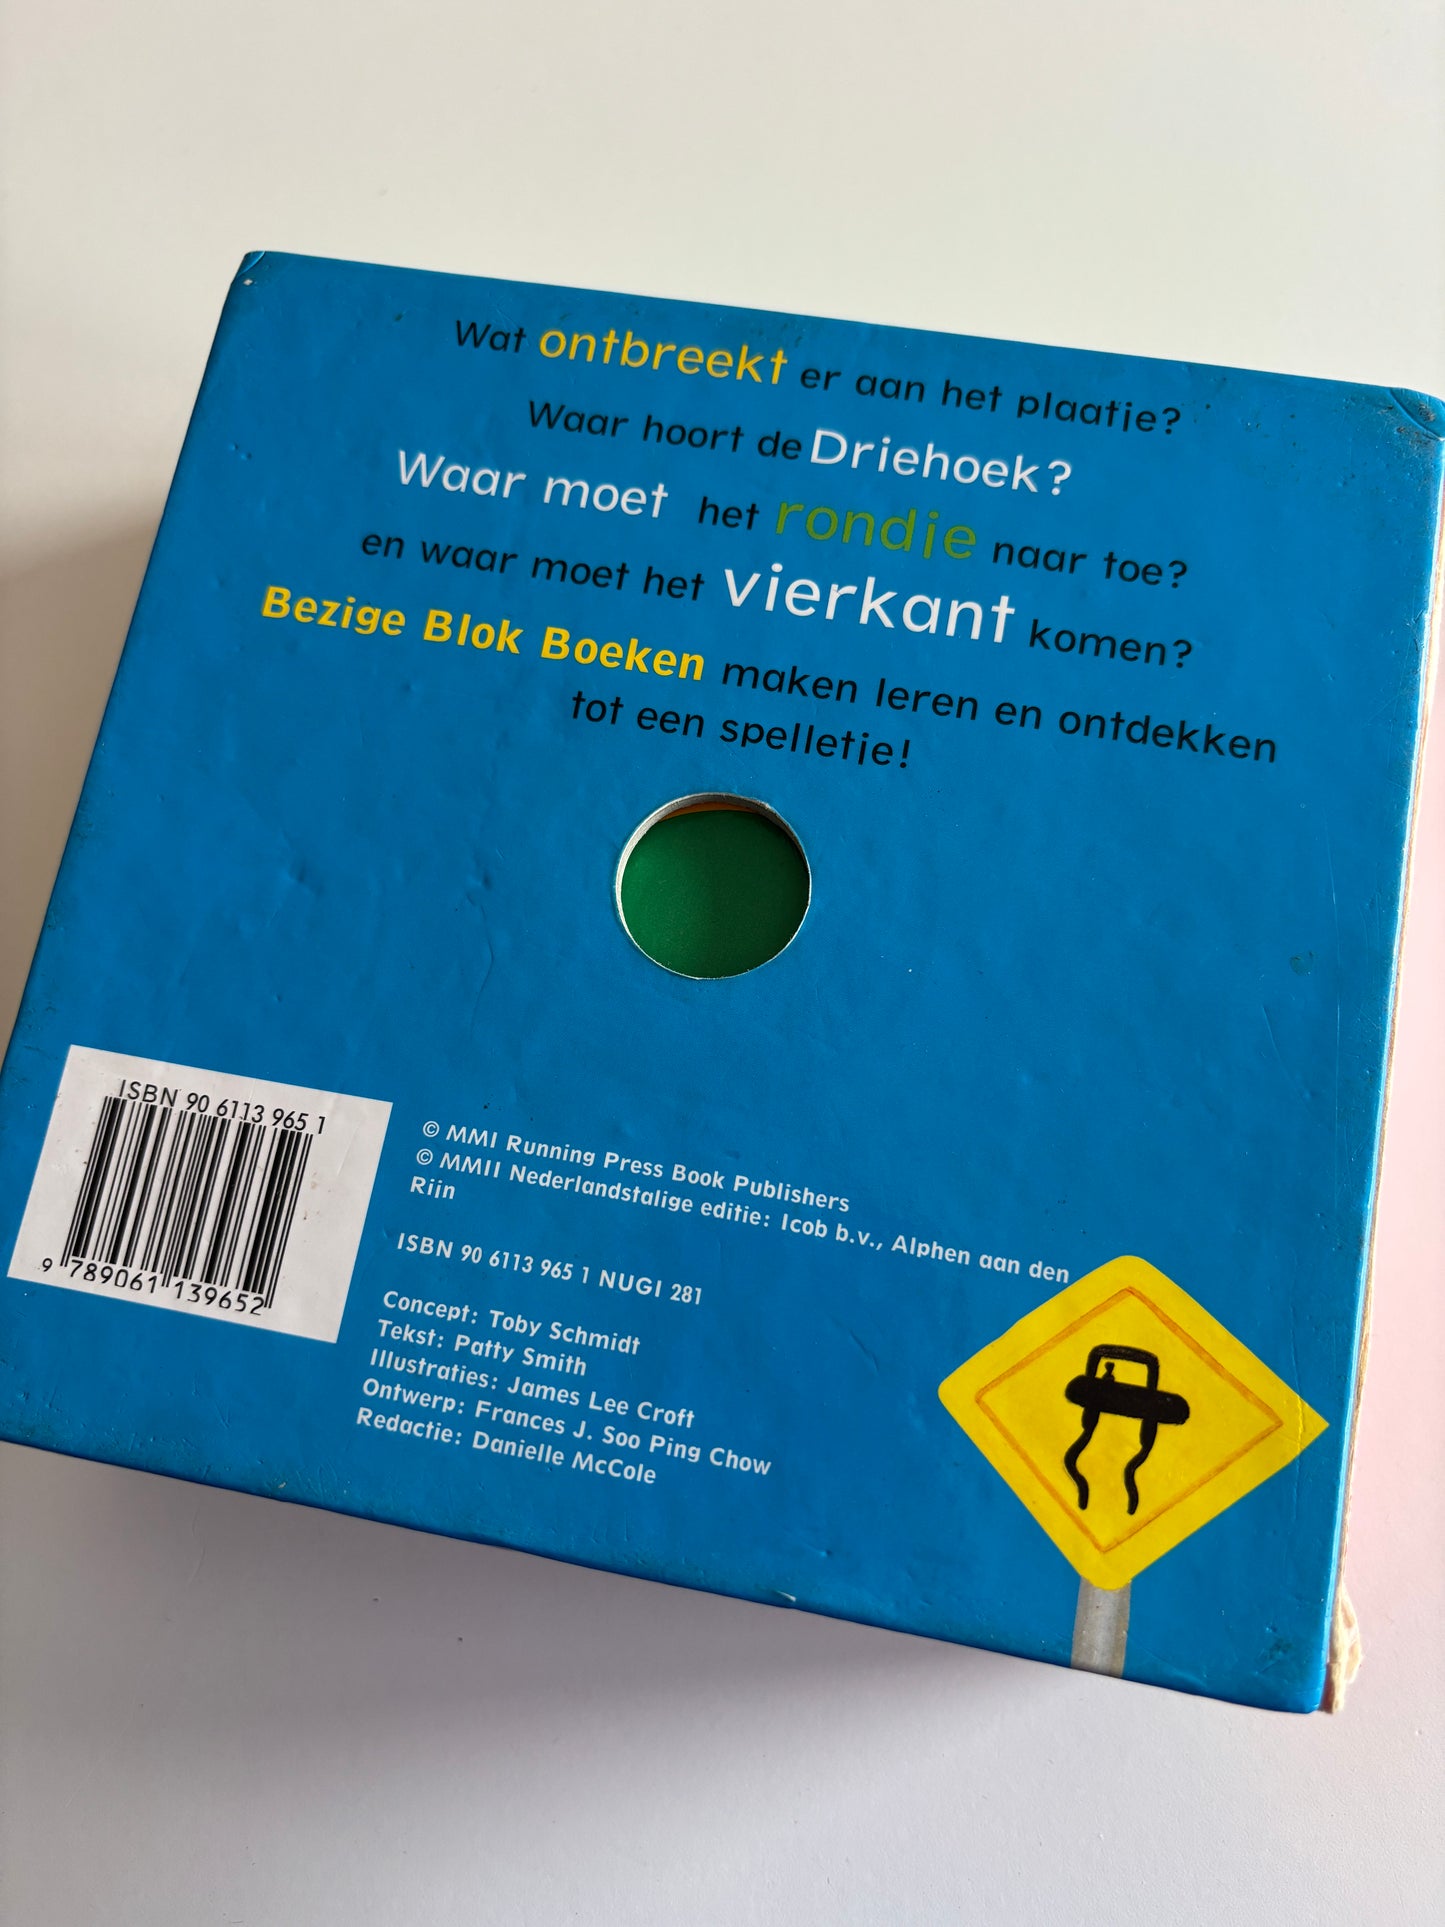 Wat ontbreekt er aan het plaatje?
Waar hoort de Driehoek?
Waar moet het rondje naar toe?
en waar moet het vierkant komen?
Bezige Blok Boeken maken leren en ontdekken
tot een spelletje!
ISBN 90 6113 965 1
9 789061 139652
© MMI Running Press Book Publishers
© MMII Nederlandstalige editie: Icob b.v., Alphen aan den
Rijn
ISBN 90 6113 965 1 NUGI 281
Concept: Toby Schmidt
Tekst: Patty Smith
Illustraties: James Lee Croft
Ontwerp: Frances J. Soo Ping Chow
Redactie: Danielle McCole